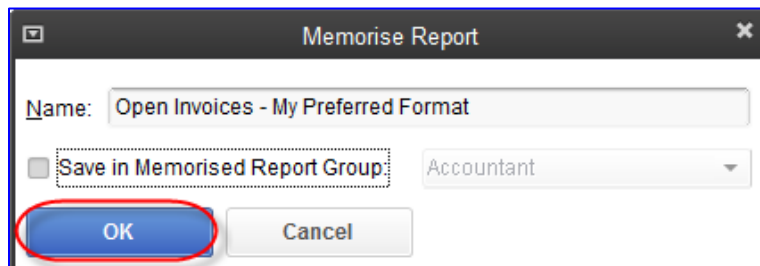 Memorise Report
Name: Open Invoices - My Preferred Format
Save in Memorised Report Group: Accountant
OK Cancel